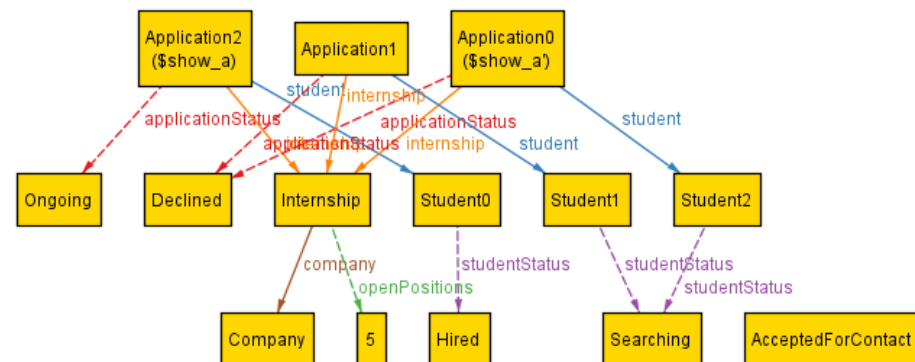 Application2
($show_a)
Application1
Application0
($show_a')
student
internship
applicationStatus
applicationStatus
student
student
applicationStatus
internship
internship
Ongoing
Declined
Internship
Student0
Student1
Student2
company
studentStatus
studentStatus
openPositions
studentStatus
Company
5
Hired
Searching
AcceptedForContact